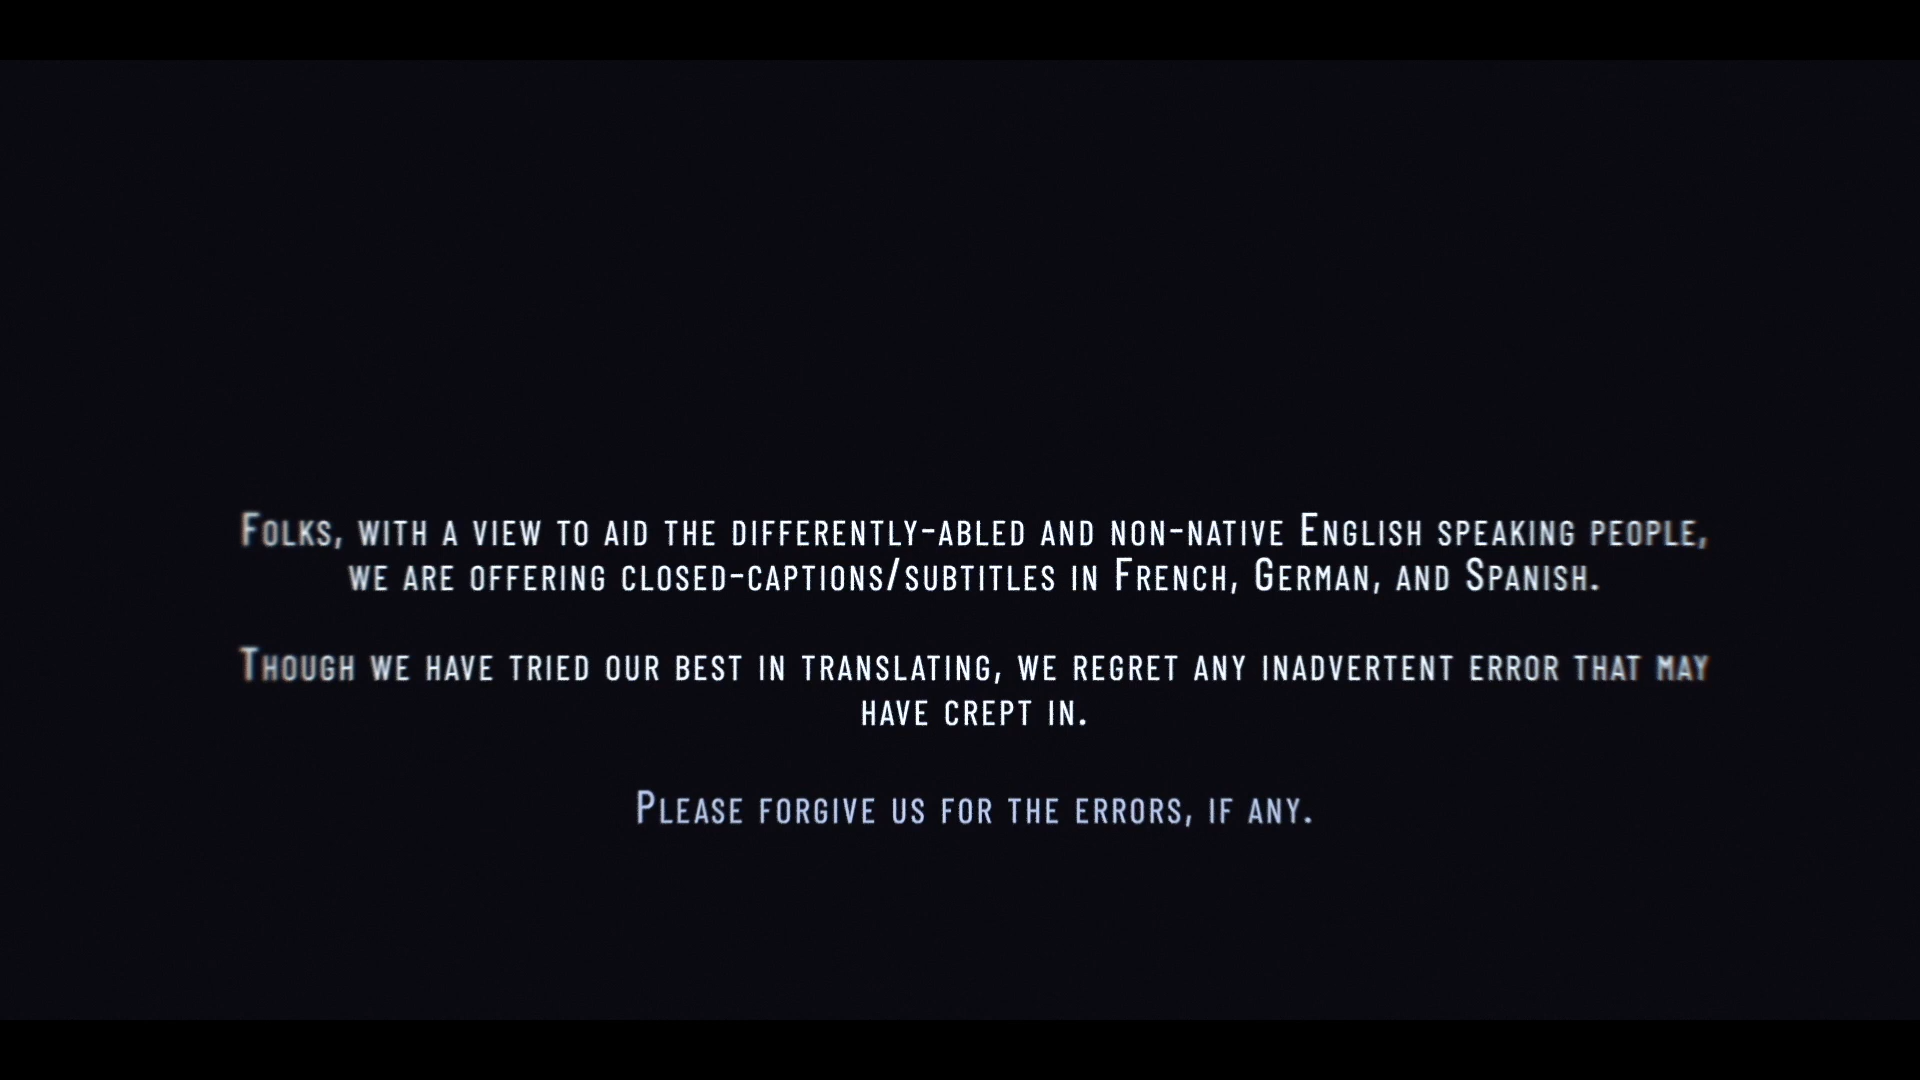 Folks, with a view to aid the differently-abled and non-native English speaking people,
we are offering closed-captions/subtitles in French, German, and Spanish.
Though we have tried our best in translating, we regret any inadvertent error that may
have crept in.
Please forgive us for the errors, if any.